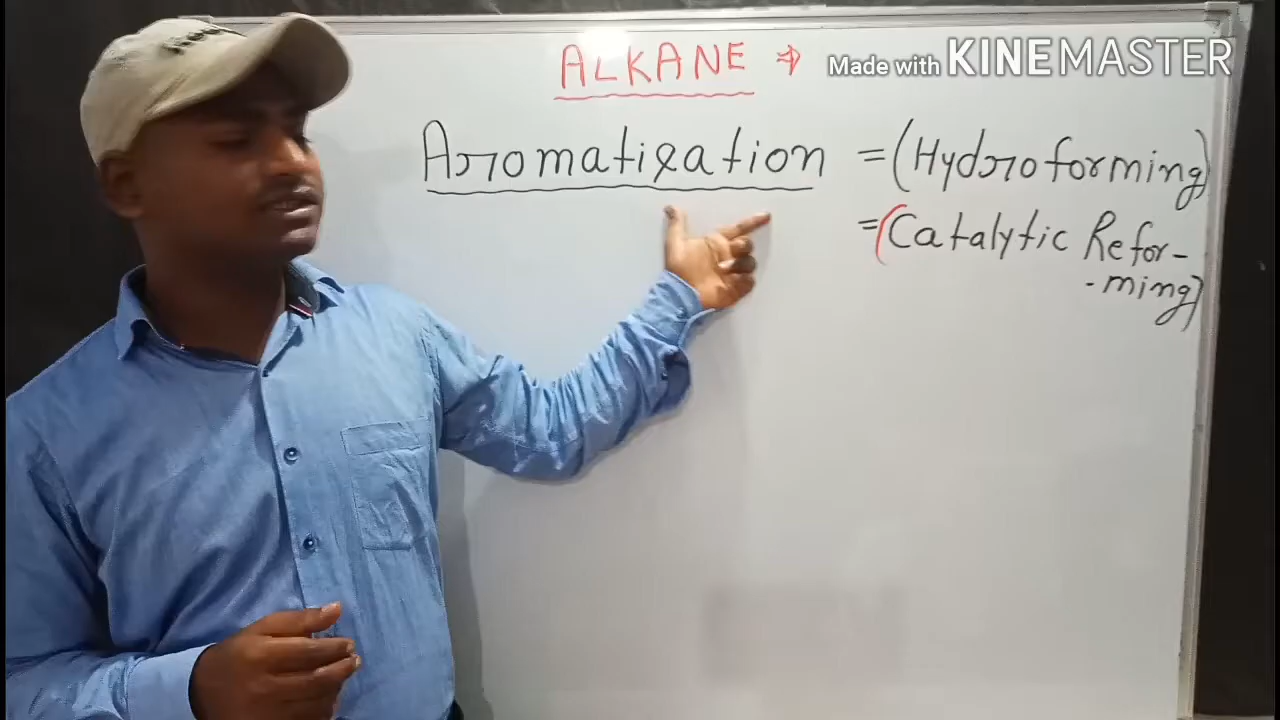 ALKANE ⇒
Made with KINEMASTER
Aromatization = (Hydroforming)
= (Catalytic Refor-
-ming)